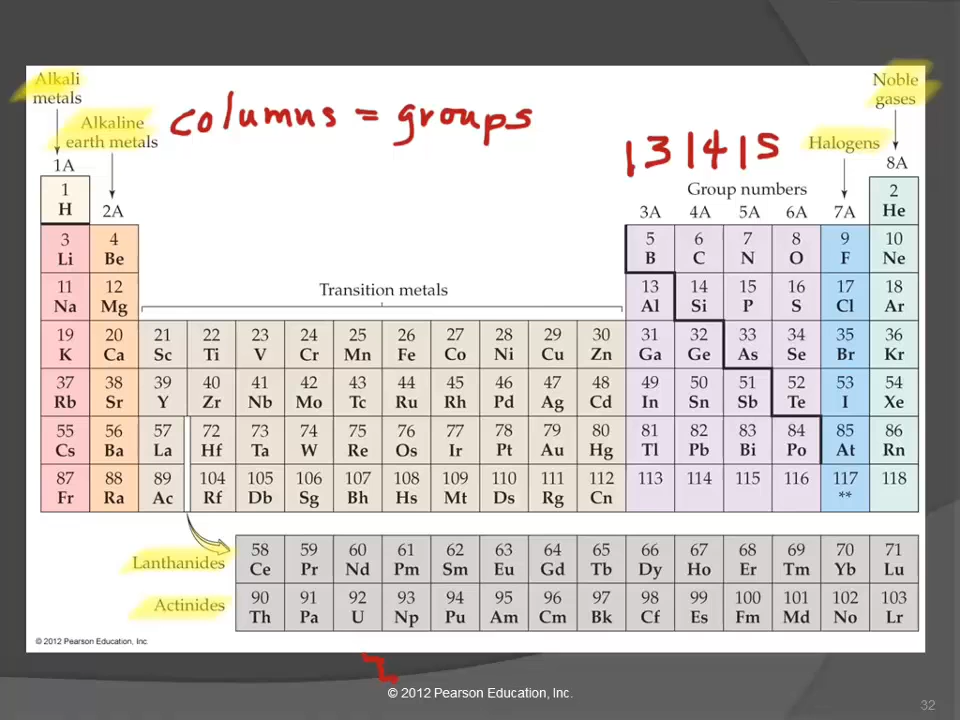 Alkali metals
Noble gases
Alkaline earth metals
columns = groups
13 14 15
Halogens
1A
8A
Group numbers
2A
3A 4A 5A 6A 7A
1 2
H He
3 4 5 6 7 8 9 10
Li Be B C N O F Ne
Transition metals
11 12 13 14 15 16 17 18
Na Mg Al Si P S Cl Ar
19 20 21 22 23 24 25 26 27 28 29 30 31 32 33 34 35 36
K Ca Sc Ti V Cr Mn Fe Co Ni Cu Zn Ga Ge As Se Br Kr
37 38 39 40 41 42 43 44 45 46 47 48 49 50 51 52 53 54
Rb Sr Y Zr Nb Mo Tc Ru Rh Pd Ag Cd In Sn Sb Te I Xe
55 56 57 72 73 74 75 76 77 78 79 80 81 82 83 84 85 86
Cs Ba La Hf Ta W Re Os Ir Pt Au Hg Tl Pb Bi Po At Rn
87 88 89 104 105 106 107 108 109 110 111 112 113 114 115 116 117 118
Fr Ra Ac Rf Db Sg Bh Hs Mt Ds Rg Cn **
Lanthanides
58 59 60 61 62 63 64 65 66 67 68 69 70 71
Ce Pr Nd Pm Sm Eu Gd Tb Dy Ho Er Tm Yb Lu
Actinides
90 91 92 93 94 95 96 97 98 99 100 101 102 103
Th Pa U Np Pu Am Cm Bk Cf Es Fm Md No Lr
© 2012 Pearson Education, Inc.
© 2012 Pearson Education, Inc.
32